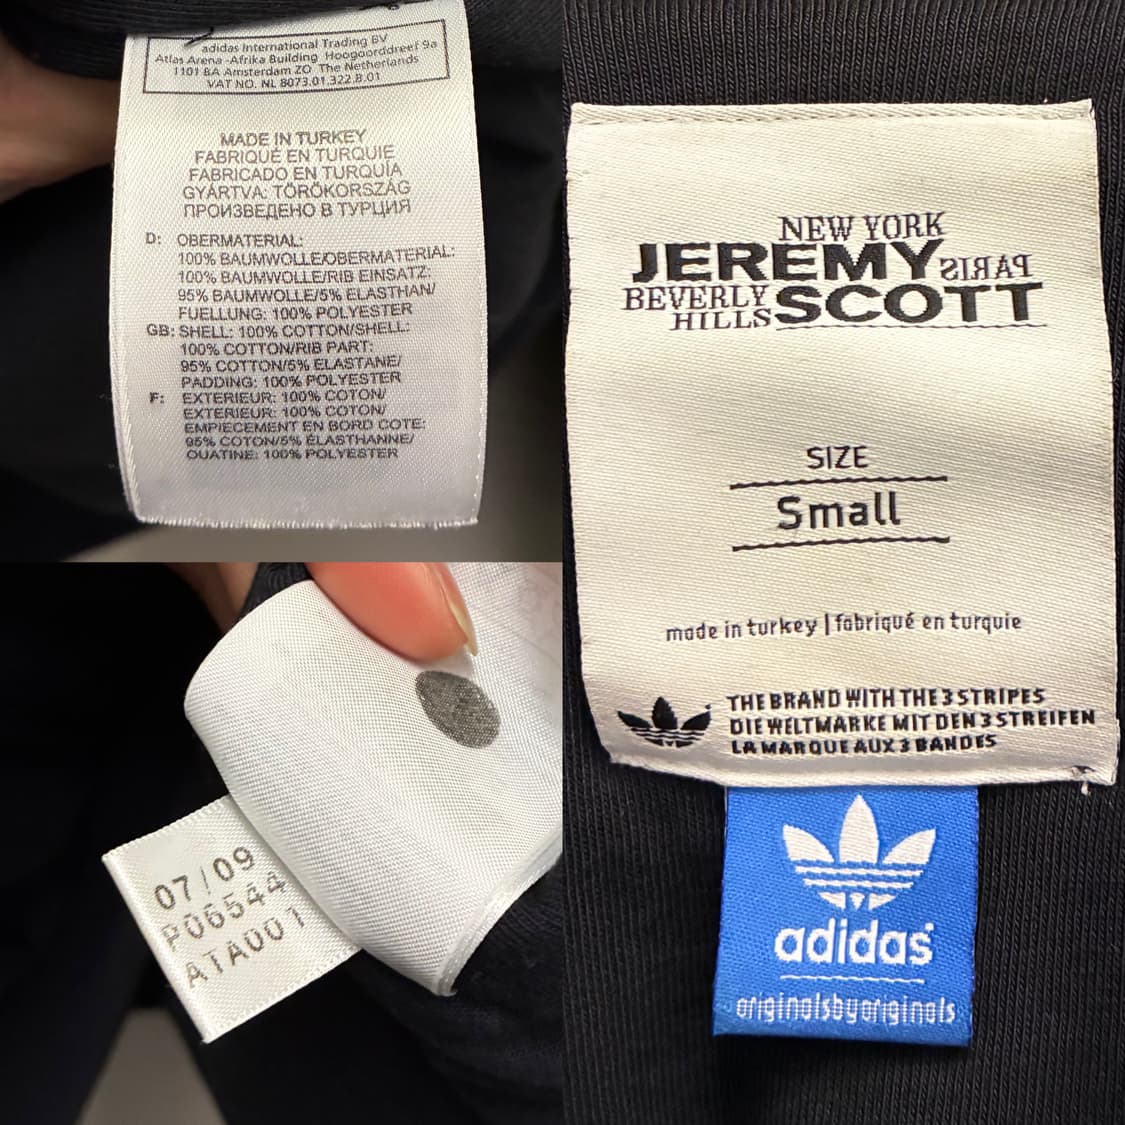 adidas International Trading BV
Atlas Arena -Afrika Building Hoogoorddreef 9a
1101 BA Amsterdam ZO The Netherlands
VAT NO. NL 8073.01.322.B.01
MADE IN TURKEY
FABRIQUÉ EN TURQUIE
FABRICADO EN TURQUÍA
GYÁRTVA: TÖRÖKORSZÁG
ПРОИЗВЕДЕНО В ТУРЦИЯ
D: OBERMATERIAL:
100% BAUMWOLLE/OBERMATERIAL:
100% BAUMWOLLE/RIB EINSATZ:
95% BAUMWOLLE/5% ELASTHAN/
FUELLUNG: 100% POLYESTER
GB: SHELL: 100% COTTON/SHELL:
100% COTTON/RIB PART:
95% COTTON/5% ELASTANE/
PADDING: 100% POLYESTER
F: EXTERIEUR: 100% COTON/
EXTERIEUR: 100% COTON/
EMPIECEMENT EN BORD COTE:
95% COTON/5% ÉLASTHANNE/
OUATINE: 100% POLYESTER
07/09
P06544
ATA001
NEW YORK
JEREMY PARIS
BEVERLY HILLS SCOTT
SIZE
Small
made in turkey | fabriqué en turquie
THE BRAND WITH THE 3 STRIPES
DIE WELTMARKE MIT DEN 3 STREIFEN
LA MARQUE AUX 3 BANDES
adidas
originalsbyoriginals